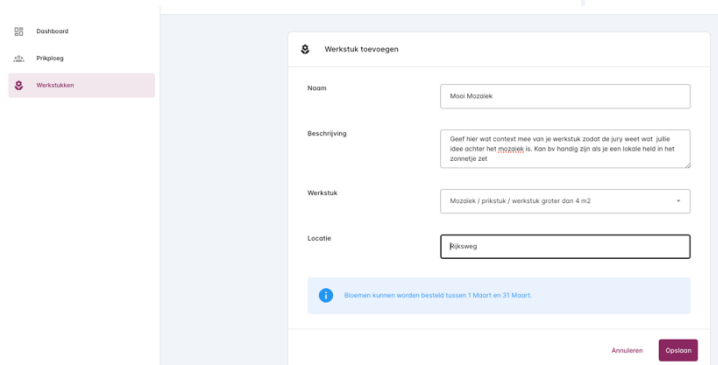 Dashboard
Prikploeg
Werkstukken
Werkstuk toevoegen
Naam
Mooi Mozaiek
Beschrijving
Geef hier wat context mee van je werkstuk zodat de jury weet wat jullie
idee achter het mozaiek is. Kan bv handig zijn als je een lokale held in het
zonnetje zet
Werkstuk
Mozaiek / prikstuk / werkstuk groter dan 4 m2
Locatie
Rijksweg
Bloemen kunnen worden besteld tussen 1 Maart en 31 Maart.
Annuleren
Opslaan